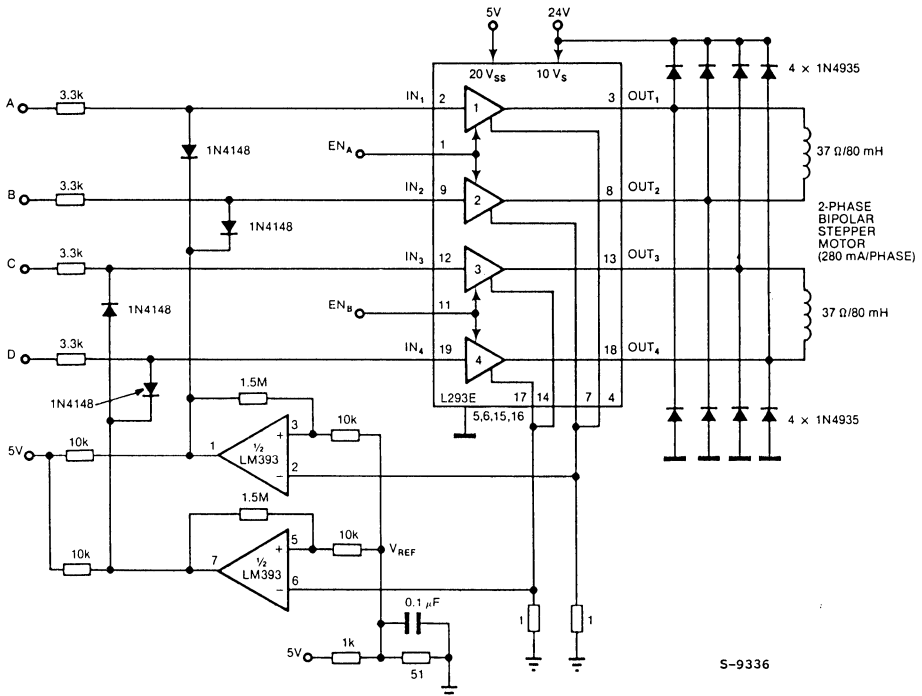 5V 24V
20 VSS 10 VS
4 x 1N4935
A 3.3k IN1 2 1 3 OUT1
1N4148
ENA 1
37 Ω/80 mH
B 3.3k IN2 9 2 8 OUT2
1N4148
2-PHASE
BIPOLAR
STEPPER
MOTOR
(280 mA/PHASE)
C 3.3k IN3 12 3 13 OUT3
1N4148
ENB 11
37 Ω/80 mH
D 3.3k IN4 19 4 18 OUT4
1N4148
L293E 17 14 7 4
5,6,15,16
1.5M
4 x 1N4935
5V 10k 1 ½ LM393 + 3 10k
- 2
1.5M
10k 7 ½ LM393 + 5 10k VREF
- 6
0.1 μF
1 1
5V 1k 51
S-9336